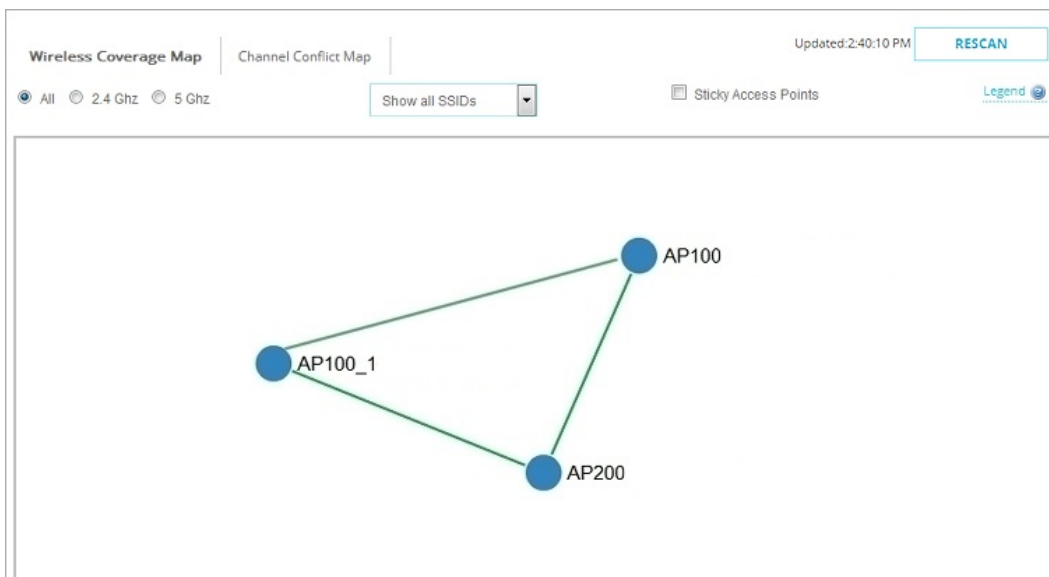 Updated:2:40:10 PM
RESCAN
Wireless Coverage Map
Channel Conflict Map
All
2.4 Ghz
5 Ghz
Show all SSIDs
Sticky Access Points
Legend
AP100
AP100_1
AP200